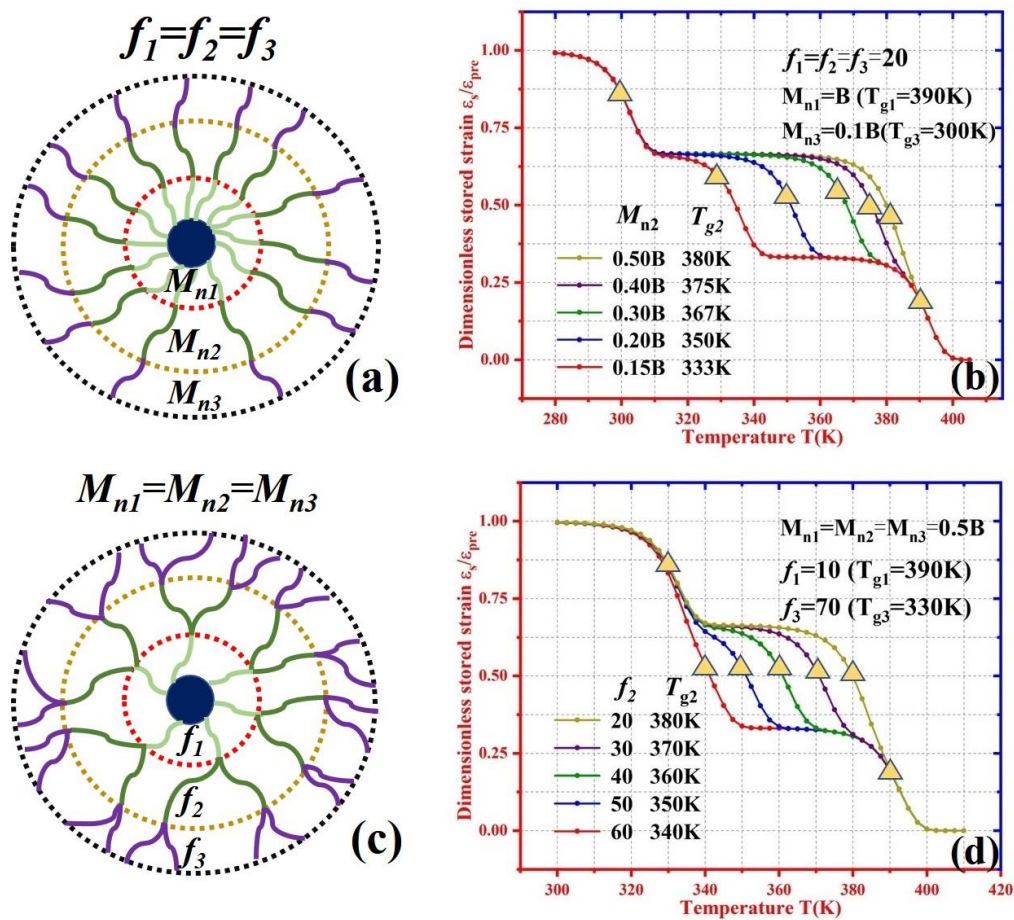 f1=f2=f3
Mn1
Mn2
Mn3
(a)
Dimensionless stored strain εs/εpre
1.00
0.75
0.50
0.25
0.00
f1=f2=f3=20
Mn1=B (Tg1=390K)
Mn3=0.1B(Tg3=300K)
Mn2 Tg2
0.50B 380K
0.40B 375K
0.30B 367K
0.20B 350K
0.15B 333K
(b)
280 300 320 340 360 380 400
Temperature T(K)
Mn1=Mn2=Mn3
f1
f2
f3
(c)
Dimensionless stored strain εs/εpre
1.00
0.75
0.50
0.25
0.00
Mn1=Mn2=Mn3=0.5B
f1=10 (Tg1=390K)
f3=70 (Tg3=330K)
f2 Tg2
20 380K
30 370K
40 360K
50 350K
60 340K
(d)
300 320 340 360 380 400 420
Temperature T(K)